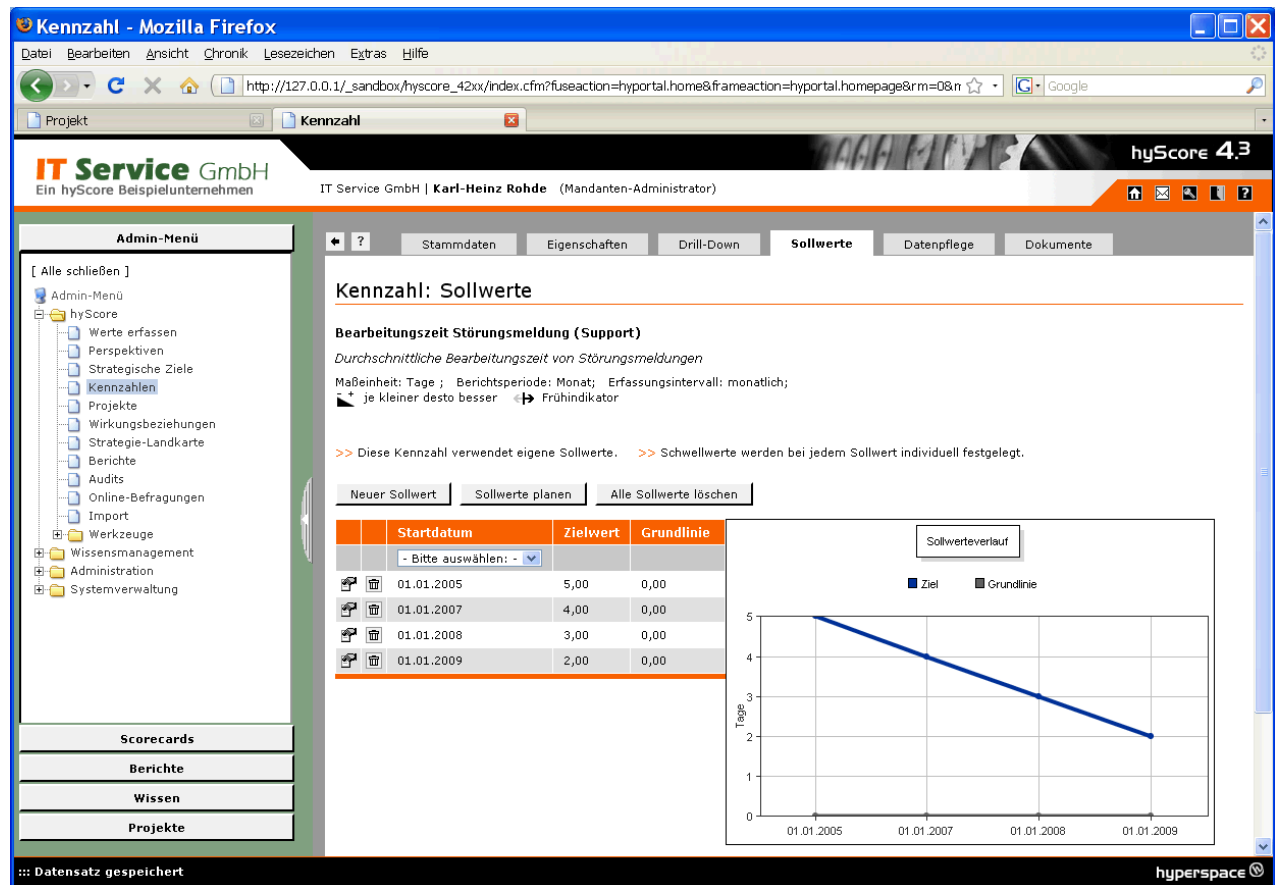 Kennzahl - Mozilla Firefox
Datei Bearbeiten Ansicht Chronik Lesezeichen Extras Hilfe
http://127.0.0.1/_sandbox/hyscore_42xx/index.cfm?fuseaction=hyportal.home&frameaction=hyportal.homepage&rm=0&r
Google
Projekt
Kennzahl
IT Service GmbH
Ein hyScore Beispielunternehmen
IT Service GmbH | Karl-Heinz Rohde (Mandanten-Administrator)
hyScore 4.3
Admin-Menü
[ Alle schließen ]
Admin-Menü
hyScore
Werte erfassen
Perspektiven
Strategische Ziele
Kennzahlen
Projekte
Wirkungsbeziehungen
Strategie-Landkarte
Berichte
Audits
Online-Befragungen
Import
Werkzeuge
Wissensmanagement
Administration
Systemverwaltung
Scorecards
Berichte
Wissen
Projekte
? Stammdaten Eigenschaften Drill-Down Sollwerte Datenpflege Dokumente
Kennzahl: Sollwerte
Bearbeitungszeit Störungsmeldung (Support)
Durchschnittliche Bearbeitungszeit von Störungsmeldungen
Maßeinheit: Tage ; Berichtsperiode: Monat; Erfassungsintervall: monatlich;
- + je kleiner desto besser Frühindikator
>> Diese Kennzahl verwendet eigene Sollwerte. >> Schwellwerte werden bei jedem Sollwert individuell festgelegt.
Neuer Sollwert Sollwerte planen Alle Sollwerte löschen
Startdatum Zielwert Grundlinie
- Bitte auswählen: -
01.01.2005 5,00 0,00
01.01.2007 4,00 0,00
01.01.2008 3,00 0,00
01.01.2009 2,00 0,00
Sollwerteverlauf
Ziel Grundlinie
5
4
3
2
1
0
Tage
01.01.2005 01.01.2007 01.01.2008 01.01.2009
::: Datensatz gespeichert
hyperspace